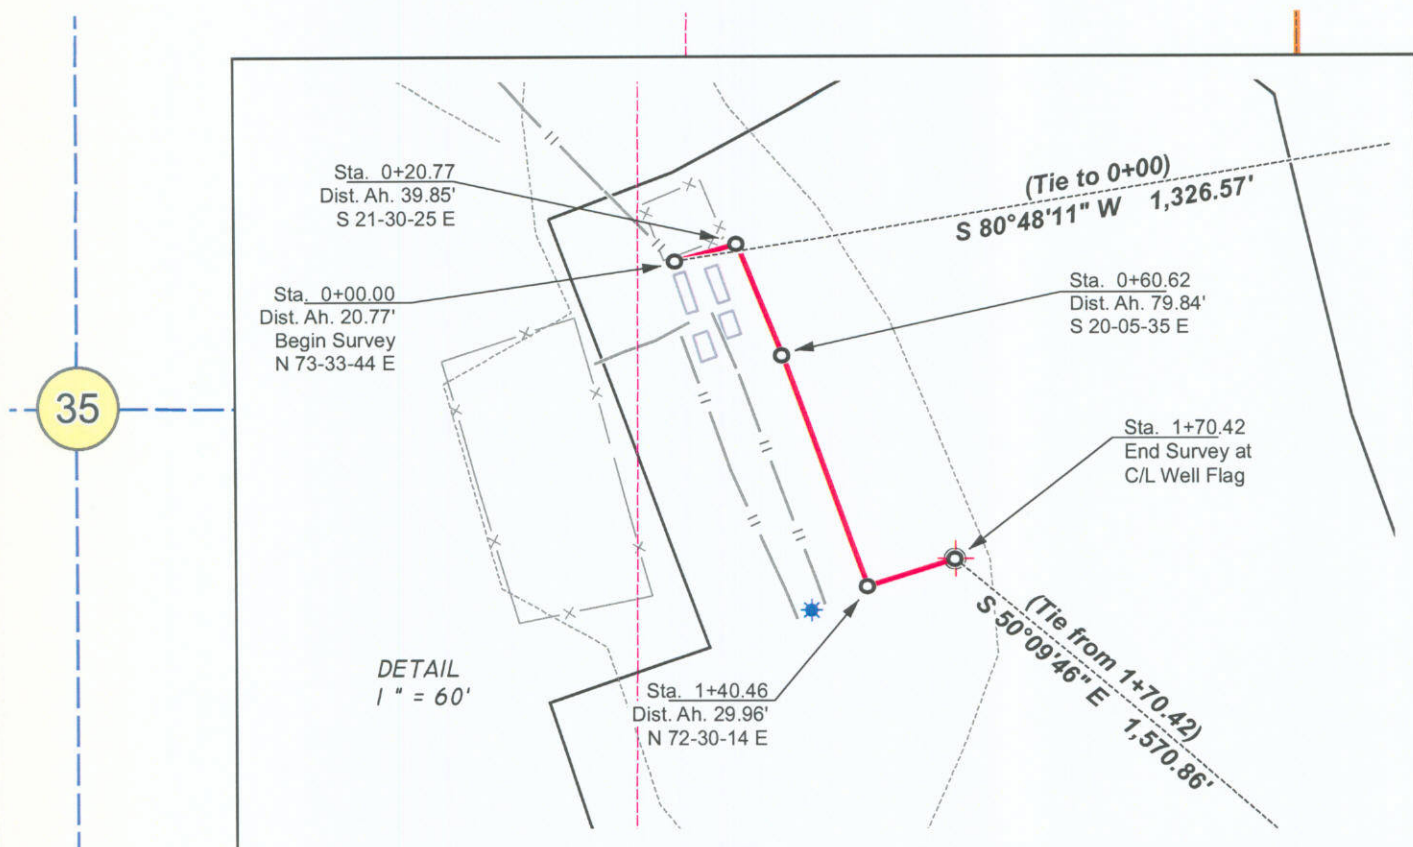 Sta. 0+20.77
Dist. Ah. 39.85'
S 21-30-25 E
(Tie to 0+00)
S 80°48'11" W 1,326.57'
Sta. 0+00.00
Dist. Ah. 20.77'
Begin Survey
N 73-33-44 E
Sta. 0+60.62
Dist. Ah. 79.84'
S 20-05-35 E
35
Sta. 1+70.42
End Survey at
C/L Well Flag
(Tie from 1+70.42)
S 50°09'46" E 1,570.86'
DETAIL
1 " = 60'
Sta. 1+40.46
Dist. Ah. 29.96'
N 72-30-14 E